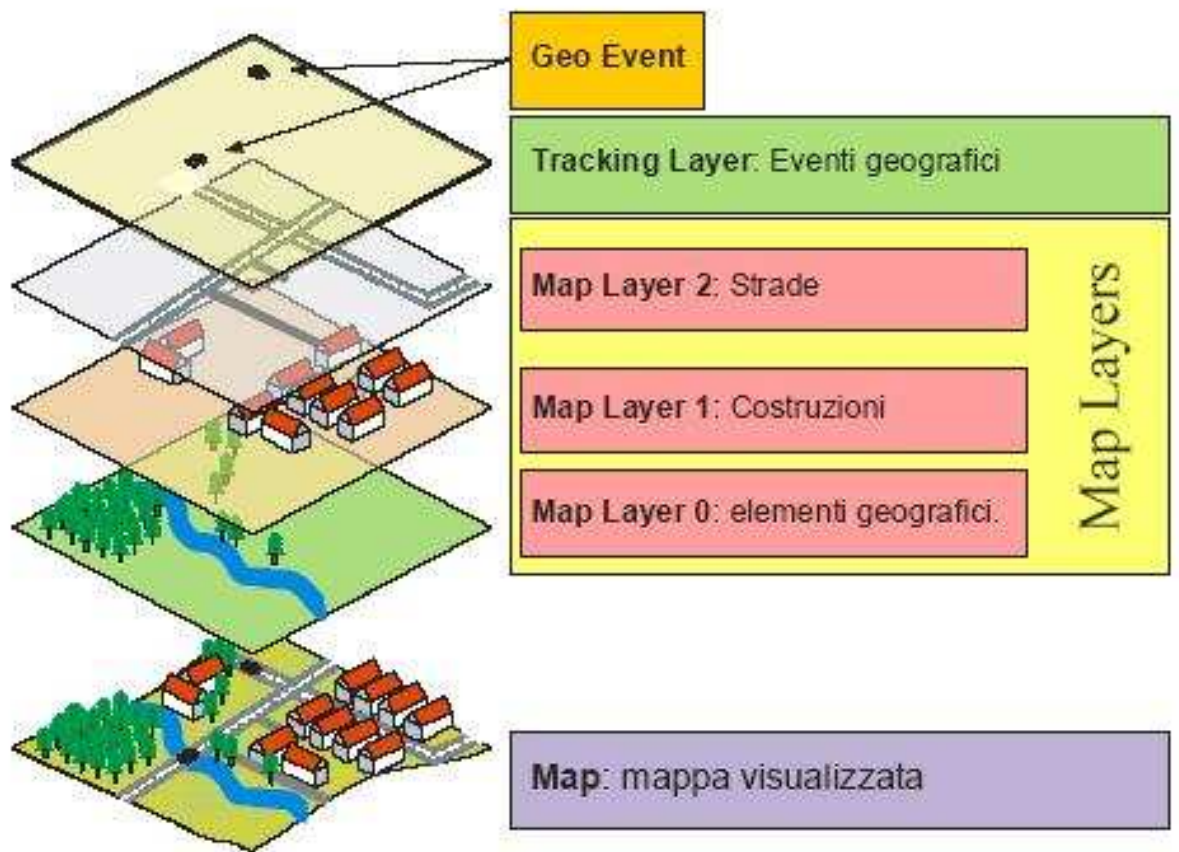 Geo Event
Tracking Layer: Eventi geografici
Map Layer 2: Strade
Map Layer 1: Costruzioni
Map Layer 0: elementi geografici.
Map Layers
Map: mappa visualizzata